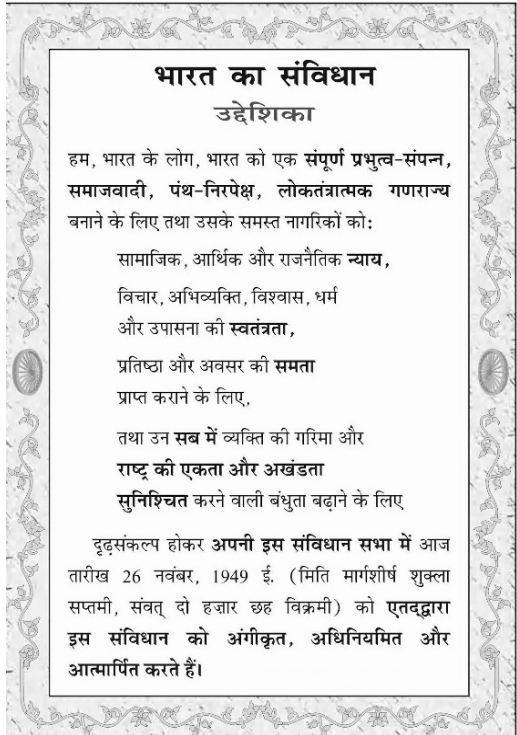 भारत का संविधान
उद्देशिका
हम, भारत के लोग, भारत को एक संपूर्ण प्रभुत्व-संपन्न,
समाजवादी, पंथ-निरपेक्ष, लोकतंत्रात्मक गणराज्य
बनाने के लिए तथा उसके समस्त नागरिकों को:
सामाजिक, आर्थिक और राजनैतिक न्याय,
विचार, अभिव्यक्ति, विश्वास, धर्म
और उपासना की स्वतंत्रता,
प्रतिष्ठा और अवसर की समता
प्राप्त कराने के लिए,
तथा उन सब में व्यक्ति की गरिमा और
राष्ट्र की एकता और अखंडता
सुनिश्चित करने वाली बंधुता बढ़ाने के लिए
दृढ़संकल्प होकर अपनी इस संविधान सभा में आज
तारीख 26 नवंबर, 1949 ई. (मिति मार्गशीर्ष शुक्ला
सप्तमी, संवत् दो हज़ार छह विक्रमी) को एतद्द्वारा
इस संविधान को अंगीकृत, अधिनियमित और
आत्मार्पित करते हैं।